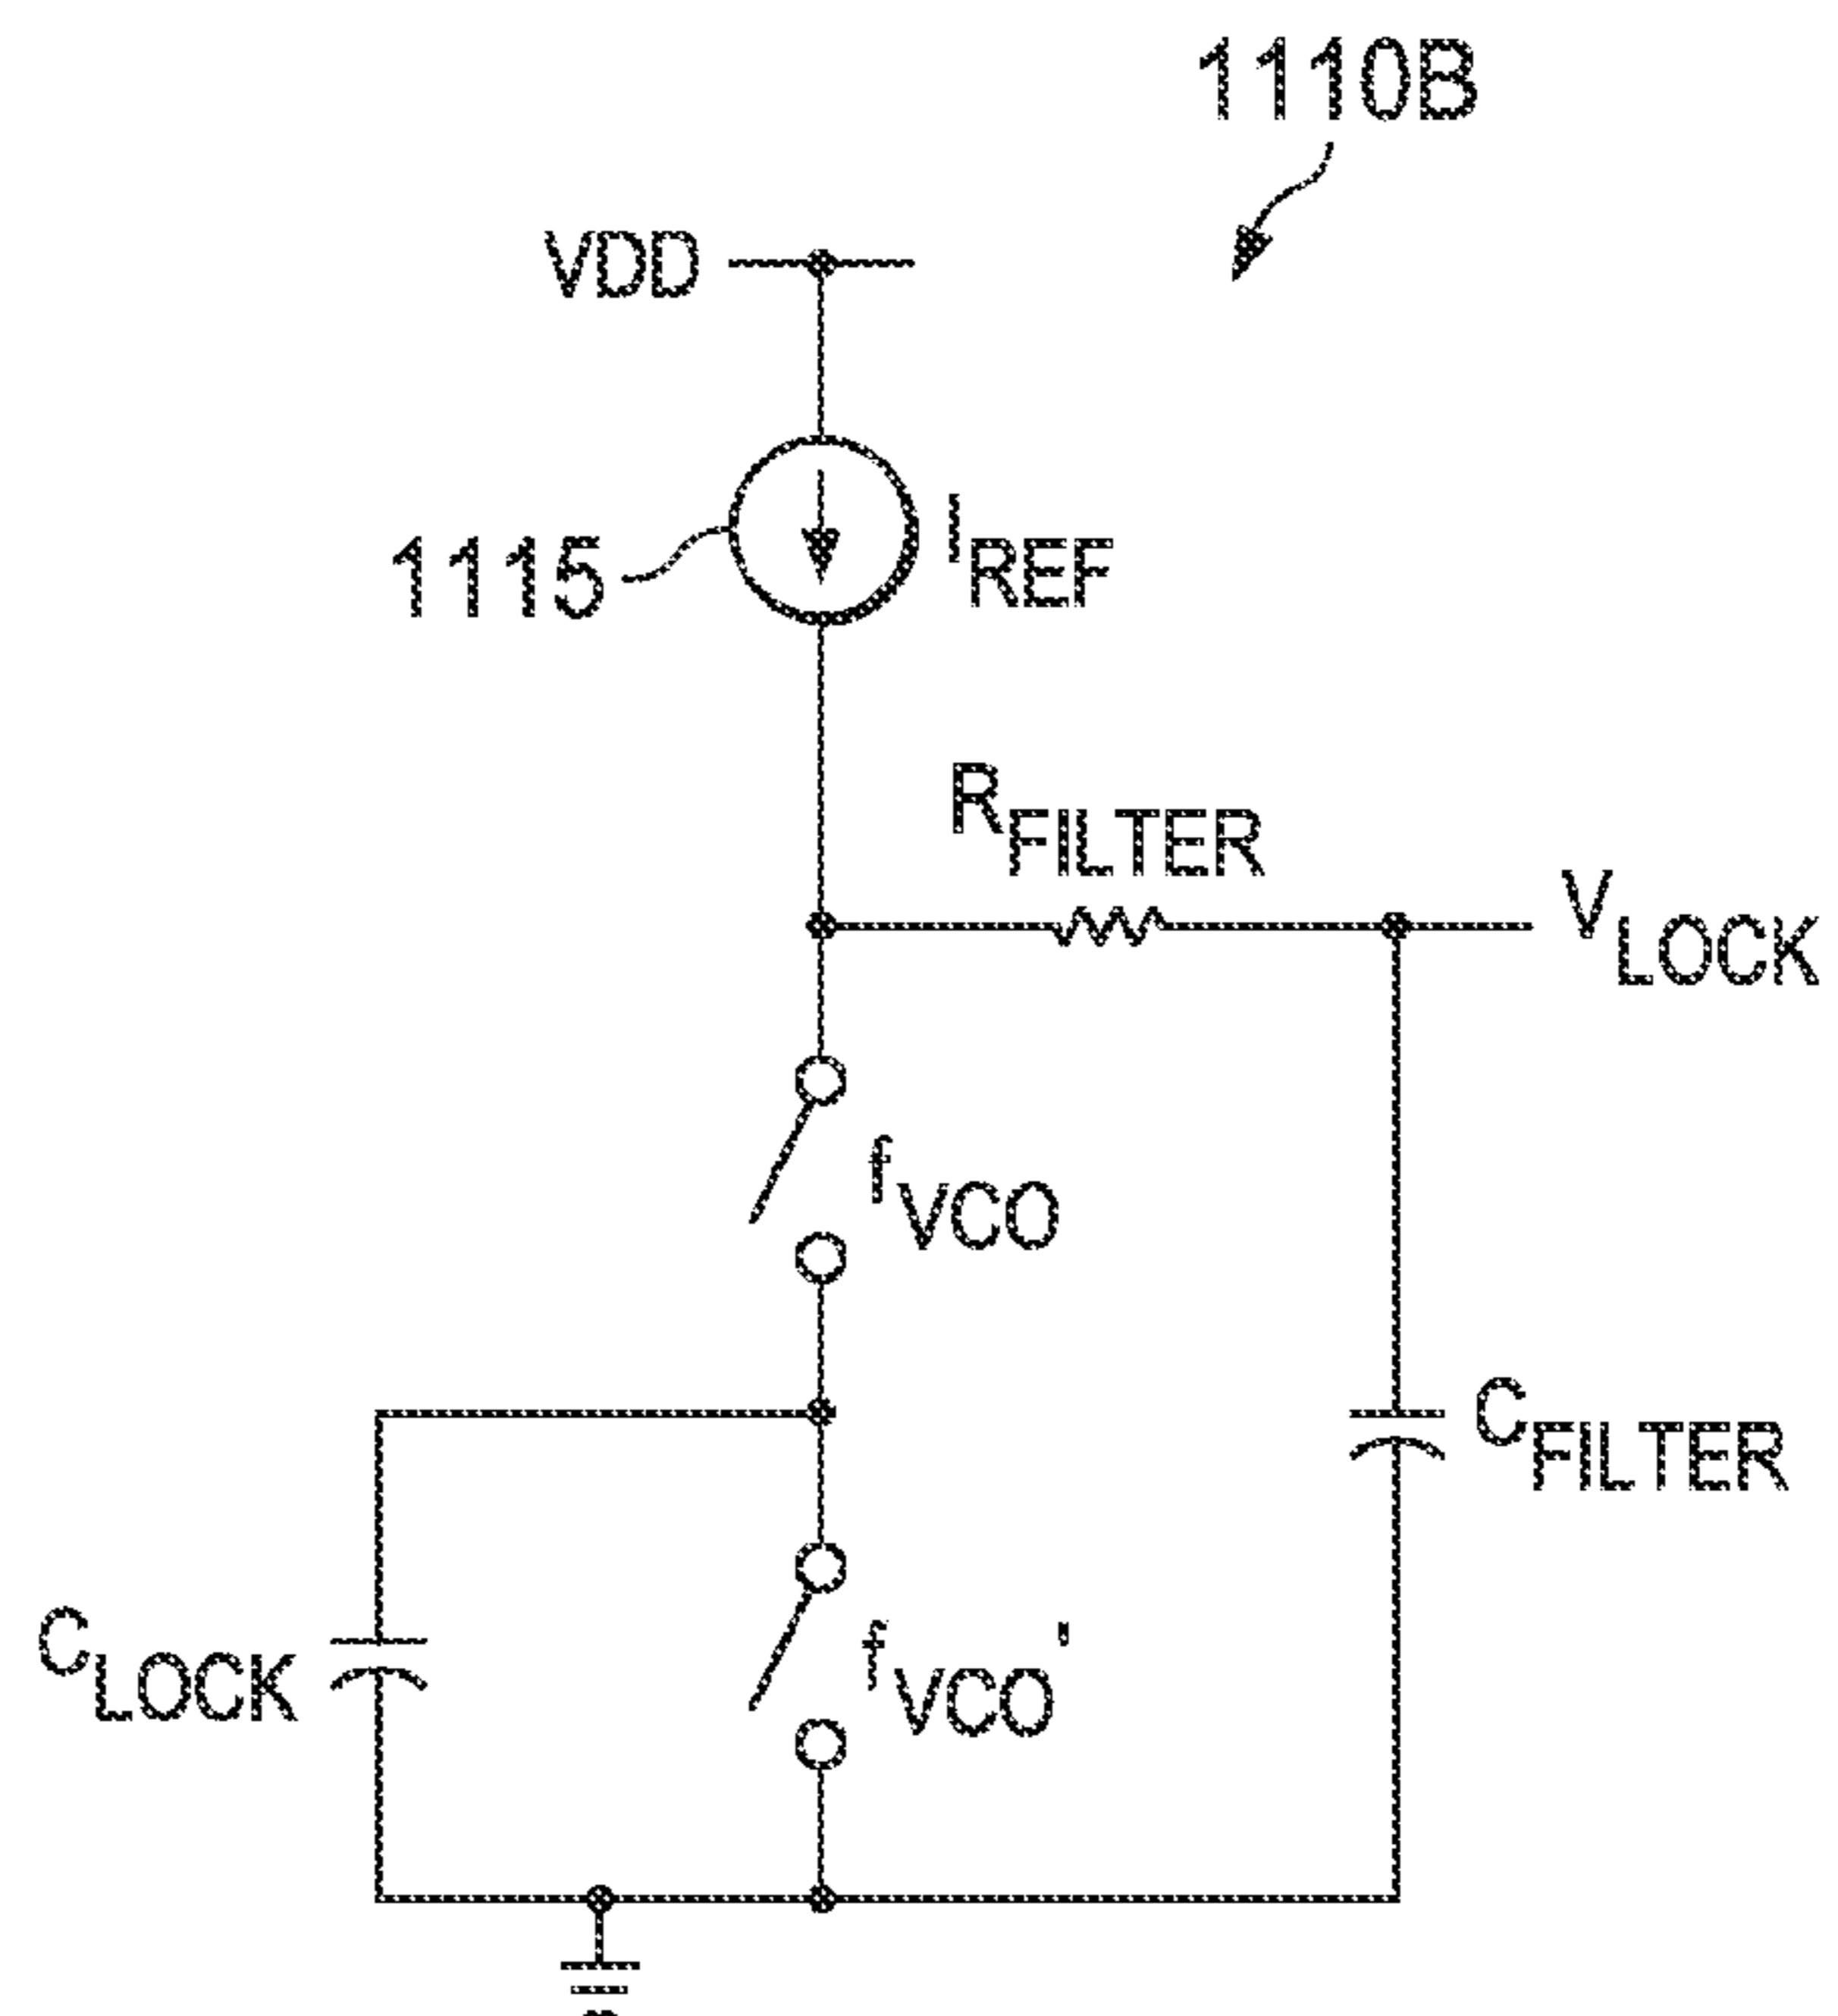 1110B
VDD
1115
IREF
RFILTER
VLOCK
fVCO
CFILTER
CLOCK
fVCO'